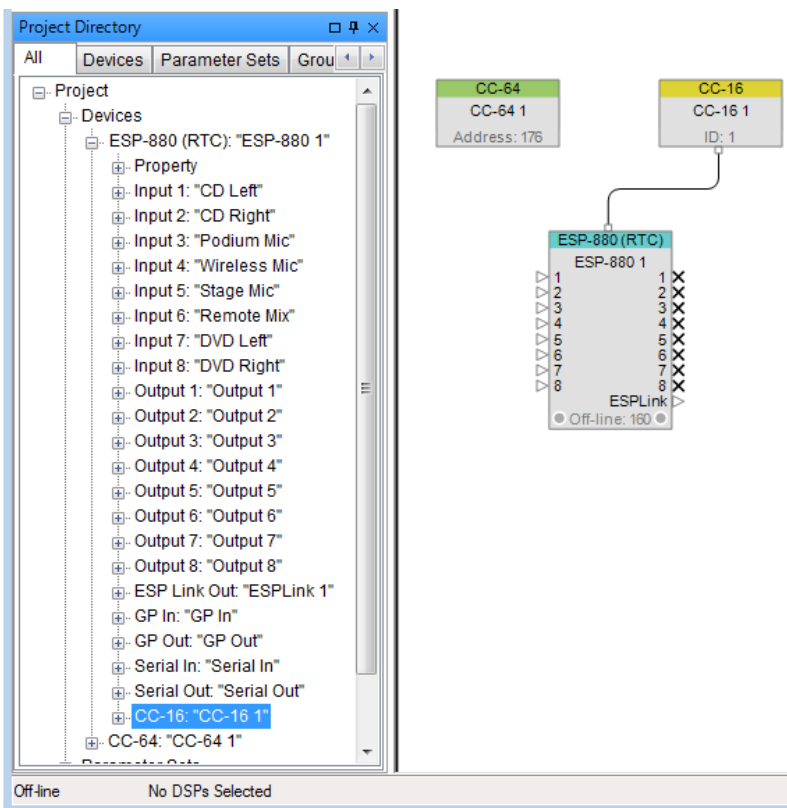 Project Directory
All Devices Parameter Sets Grou
Project
Devices
ESP-880 (RTC): "ESP-880 1"
Property
Input 1: "CD Left"
Input 2: "CD Right"
Input 3: "Podium Mic"
Input 4: "Wireless Mic"
Input 5: "Stage Mic"
Input 6: "Remote Mix"
Input 7: "DVD Left"
Input 8: "DVD Right"
Output 1: "Output 1"
Output 2: "Output 2"
Output 3: "Output 3"
Output 4: "Output 4"
Output 5: "Output 5"
Output 6: "Output 6"
Output 7: "Output 7"
Output 8: "Output 8"
ESP Link Out: "ESPLink 1"
GP In: "GP In"
GP Out: "GP Out"
Serial In: "Serial In"
Serial Out: "Serial Out"
CC-16: "CC-16 1"
CC-64: "CC-64 1"
Parameter Sets
Off-line No DSPs Selected
CC-64
CC-64 1
Address: 176
CC-16
CC-16 1
ID: 1
ESP-880 (RTC)
ESP-880 1
1 1
2 2
3 3
4 4
5 5
6 6
7 7
8 8
ESPLink
Off-line: 160